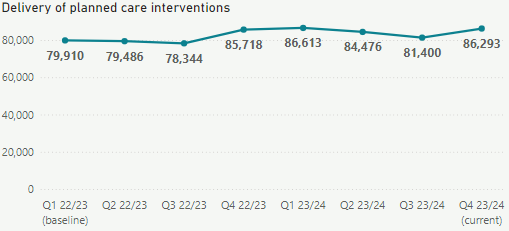 Delivery of planned care interventions
80,000
60,000
40,000
20,000
0
79,910
79,486
78,344
85,718
86,613
84,476
81,400
86,293
Q1 22/23
(baseline)
Q2 22/23
Q3 22/23
Q4 22/23
Q1 23/24
Q2 23/24
Q3 23/24
Q4 23/24
(current)